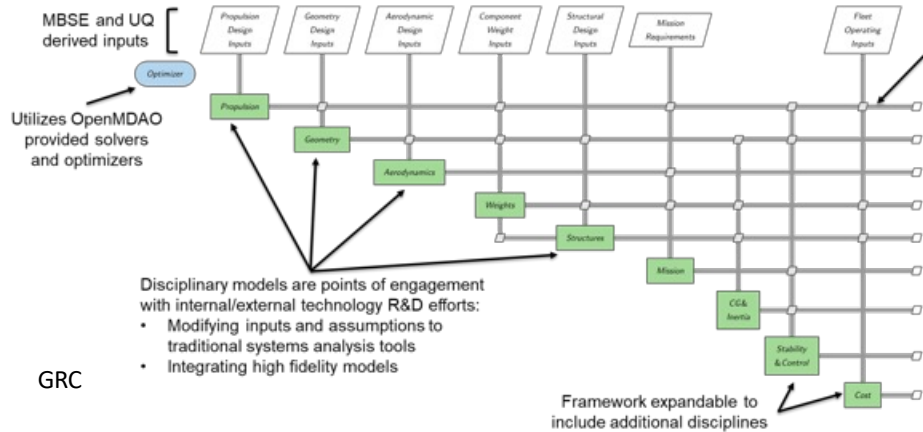 MBSE and UQ
derived inputs
Propulsion
Design
Inputs
Geometry
Design
Inputs
Aerodynamic
Design
Inputs
Component
Weight
Inputs
Structural
Design
Inputs
Mission
Requirements
Fleet
Operating
Inputs
Optimizer
Utilizes OpenMDAO
provided solvers
and optimizers
Propulsion
Geometry
Aerodynamics
Weights
Structures
Mission
CG&
Inertia
Stability
& Control
Cost
Disciplinary models are points of engagement
with internal/external technology R&D efforts:
• Modifying inputs and assumptions to
traditional systems analysis tools
• Integrating high fidelity models
GRC
Framework expandable to
include additional disciplines